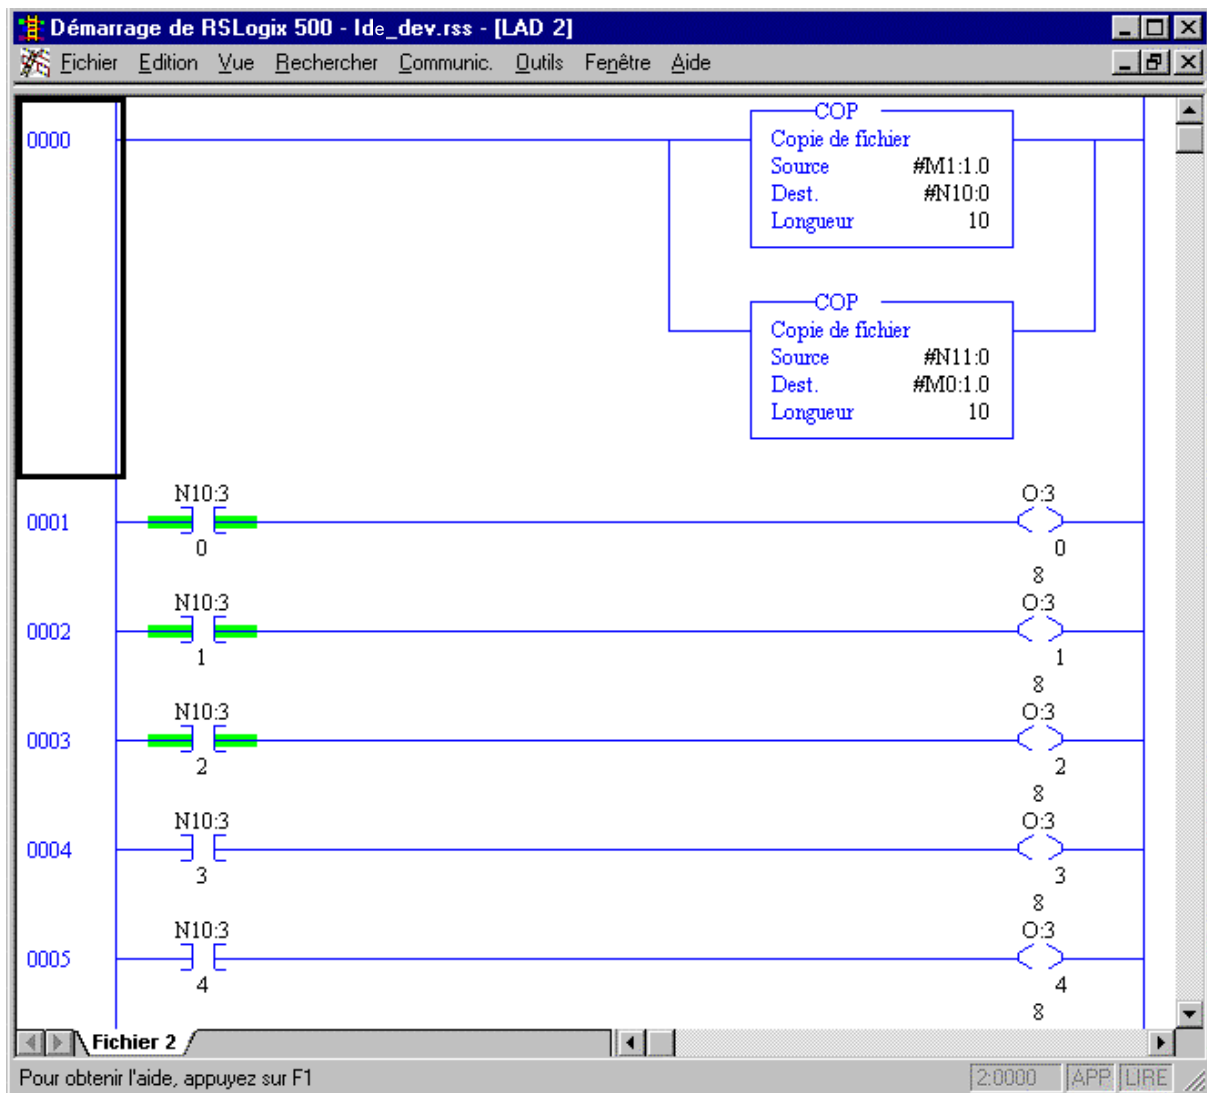 Démarrage de RSLogix 500 - Ide_dev.rss - [LAD 2]
Fichier Edition Vue Rechercher Communic. Outils Fenêtre Aide
0000
COP
Copie de fichier
Source #M1:1.0
Dest. #N10:0
Longueur 10
COP
Copie de fichier
Source #N11:0
Dest. #M0:1.0
Longueur 10
N10:3 O:3
0001
0 0
8
N10:3 O:3
0002
1 1
8
N10:3 O:3
0003
2 2
8
N10:3 O:3
0004
3 3
8
N10:3 O:3
0005
4 4
8
Fichier 2
Pour obtenir l'aide, appuyez sur F1 2:0000 APP LIRE